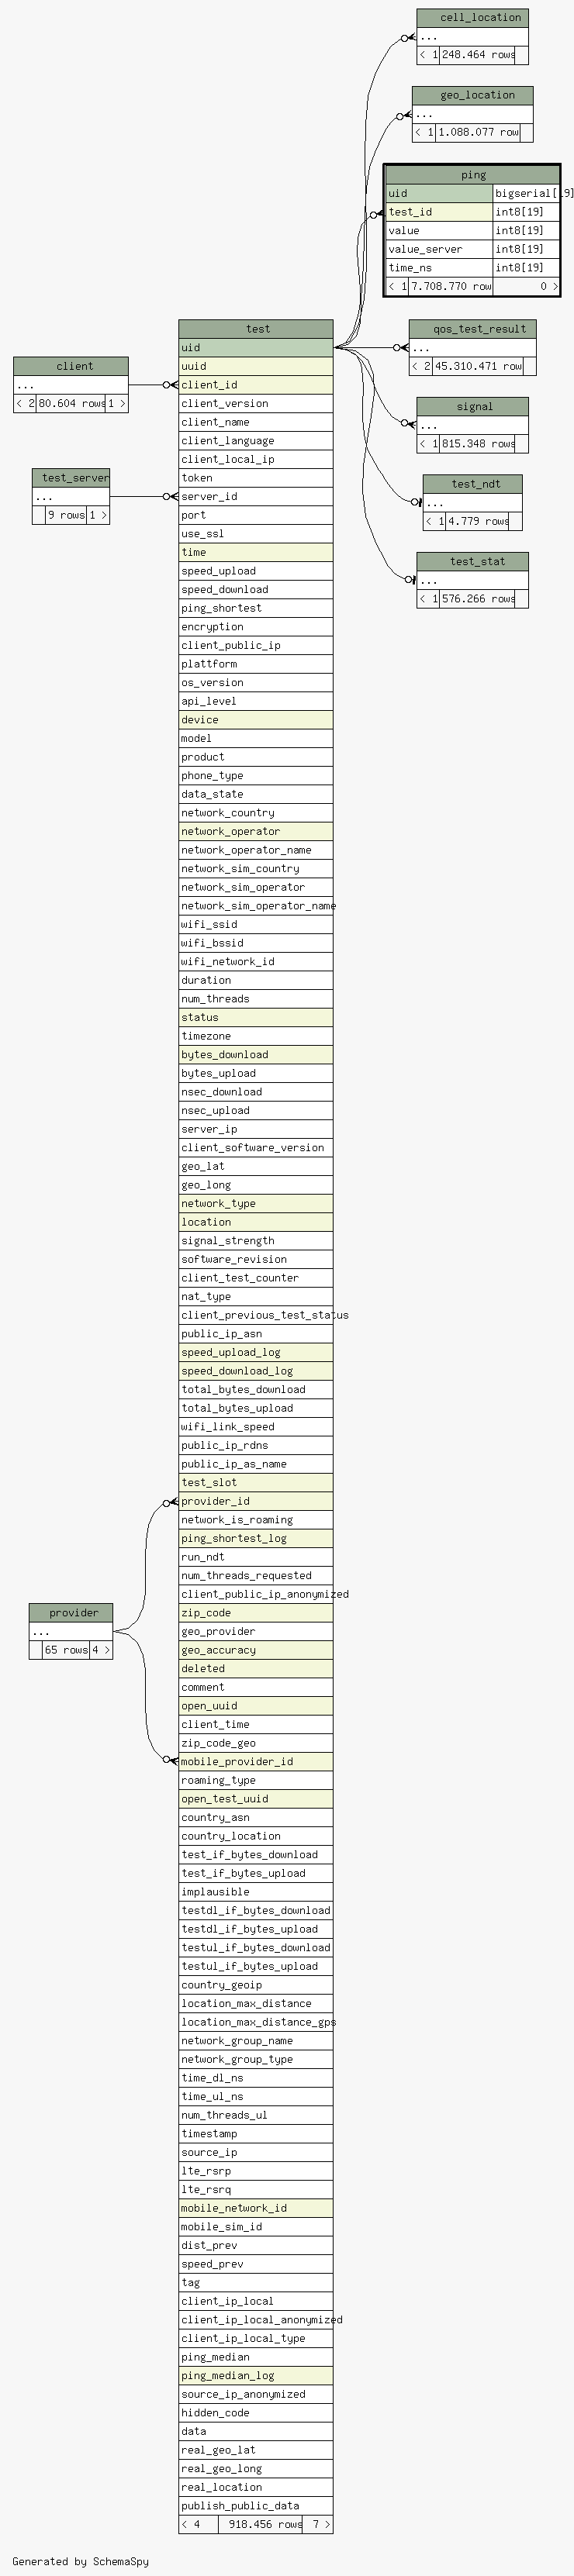 cell_location
...
< 1 248.464 rows
geo_location
...
< 1 1.088.077 row
ping
uid bigserial[19]
test_id int8[19]
value int8[19]
value_server int8[19]
time_ns int8[19]
< 1 7.708.770 row 0 >
qos_test_result
...
< 2 45.310.471 row
signal
...
< 1 815.348 rows
test_ndt
...
< 1 4.779 rows
test_stat
...
< 1 576.266 rows
client
...
< 2 80.604 rows 1 >
test_server
...
9 rows 1 >
provider
...
65 rows 4 >
test
uid
uuid
client_id
client_version
client_name
client_language
client_local_ip
token
server_id
port
use_ssl
time
speed_upload
speed_download
ping_shortest
encryption
client_public_ip
plattform
os_version
api_level
device
model
product
phone_type
data_state
network_country
network_operator
network_operator_name
network_sim_country
network_sim_operator
network_sim_operator_name
wifi_ssid
wifi_bssid
wifi_network_id
duration
num_threads
status
timezone
bytes_download
bytes_upload
nsec_download
nsec_upload
server_ip
client_software_version
geo_lat
geo_long
network_type
location
signal_strength
software_revision
client_test_counter
nat_type
client_previous_test_status
public_ip_asn
speed_upload_log
speed_download_log
total_bytes_download
total_bytes_upload
wifi_link_speed
public_ip_rdns
public_ip_as_name
test_slot
provider_id
network_is_roaming
ping_shortest_log
run_ndt
num_threads_requested
client_public_ip_anonymized
zip_code
geo_provider
geo_accuracy
deleted
comment
open_uuid
client_time
zip_code_geo
mobile_provider_id
roaming_type
open_test_uuid
country_asn
country_location
test_if_bytes_download
test_if_bytes_upload
implausible
testdl_if_bytes_download
testdl_if_bytes_upload
testul_if_bytes_download
testul_if_bytes_upload
country_geoip
location_max_distance
location_max_distance_gps
network_group_name
network_group_type
time_dl_ns
time_ul_ns
num_threads_ul
timestamp
source_ip
lte_rsrp
lte_rsrq
mobile_network_id
mobile_sim_id
dist_prev
speed_prev
tag
client_ip_local
client_ip_local_anonymized
client_ip_local_type
ping_median
ping_median_log
source_ip_anonymized
hidden_code
data
real_geo_lat
real_geo_long
real_location
publish_public_data
< 4 918.456 rows 7 >
Generated by SchemaSpy